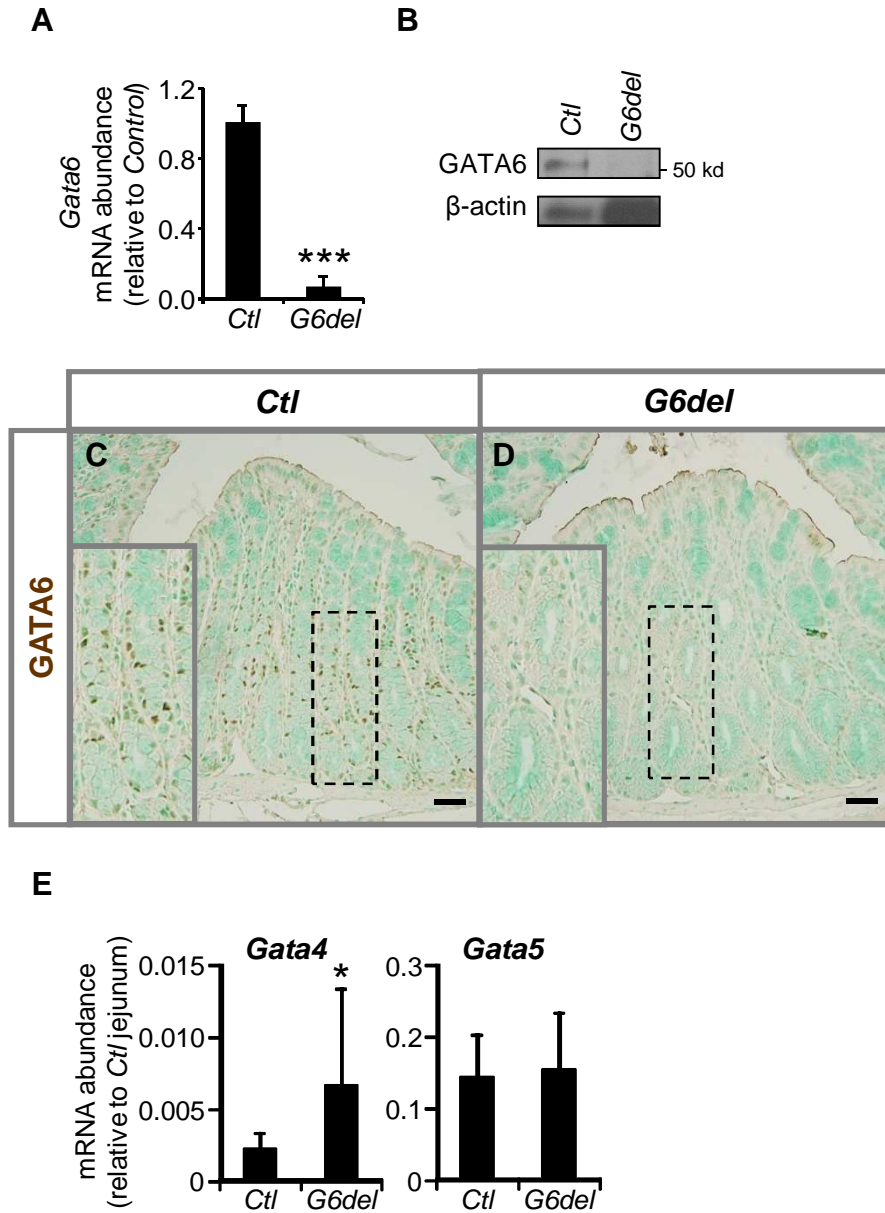 A
Gata6
mRNA abundance
(relative to Control)
1.2
0.8
0.4
0.0
***
Ctl
G6del
B
Ctl
G6del
GATA6
- 50 kd
β-actin
Ctl
G6del
GATA6
C
D
E
mRNA abundance
(relative to Ctl jejunum)
Gata4
0.015
0.010
0.005
0
*
Ctl
G6del
Gata5
0.3
0.2
0.1
0
Ctl
G6del